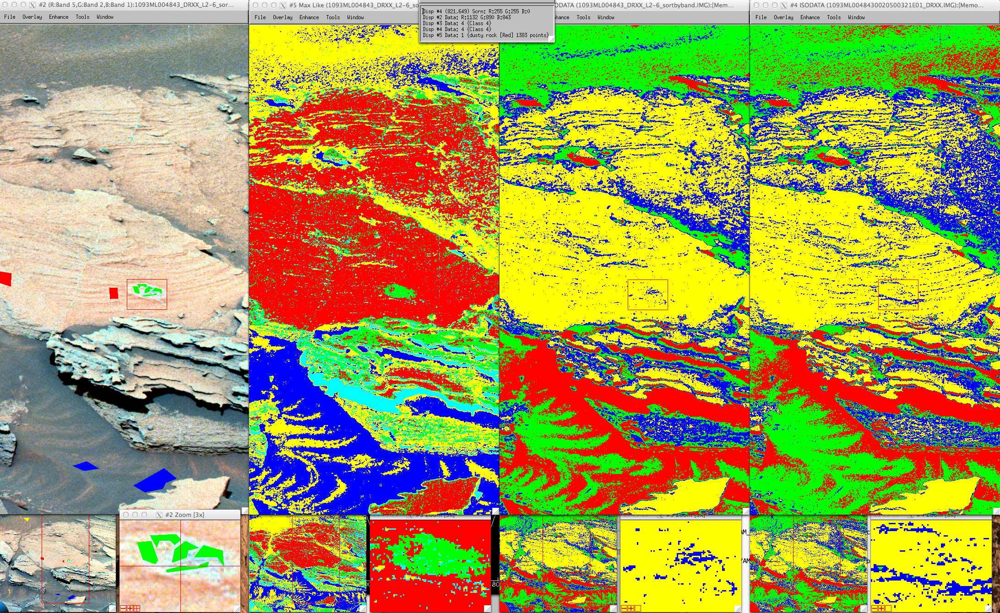 #2 (R:Band 5,G:Band 2,B:Band 1):1093ML004843_DRXX_L2-6_sor...
File Overlay Enhance Tools Window
#5 Max Like (1093ML004843_DRXX_L2-6_so
File Overlay Enhance Tools Window
Disp #4 (821,649) Scrn: R:255 G:255 B:0
Disp #2 Data: R:1132 G:890 B:843
Disp #3 Data: 4 {Class 4}
Disp #4 Data: 4 {Class 4}
Disp #5 Data: 1 {dusty rock [Red] 1383 points}
ODATA (1093ML004843_DRXX_L2-6_sortbyband.IMG):[Mem...
hance Tools Window
#4 ISODATA (1093ML0048430020500321E01_DRXX.IMG):[Memo...
File Overlay Enhance Tools Window
#2 Zoom [3x]
80
AM_
YAM